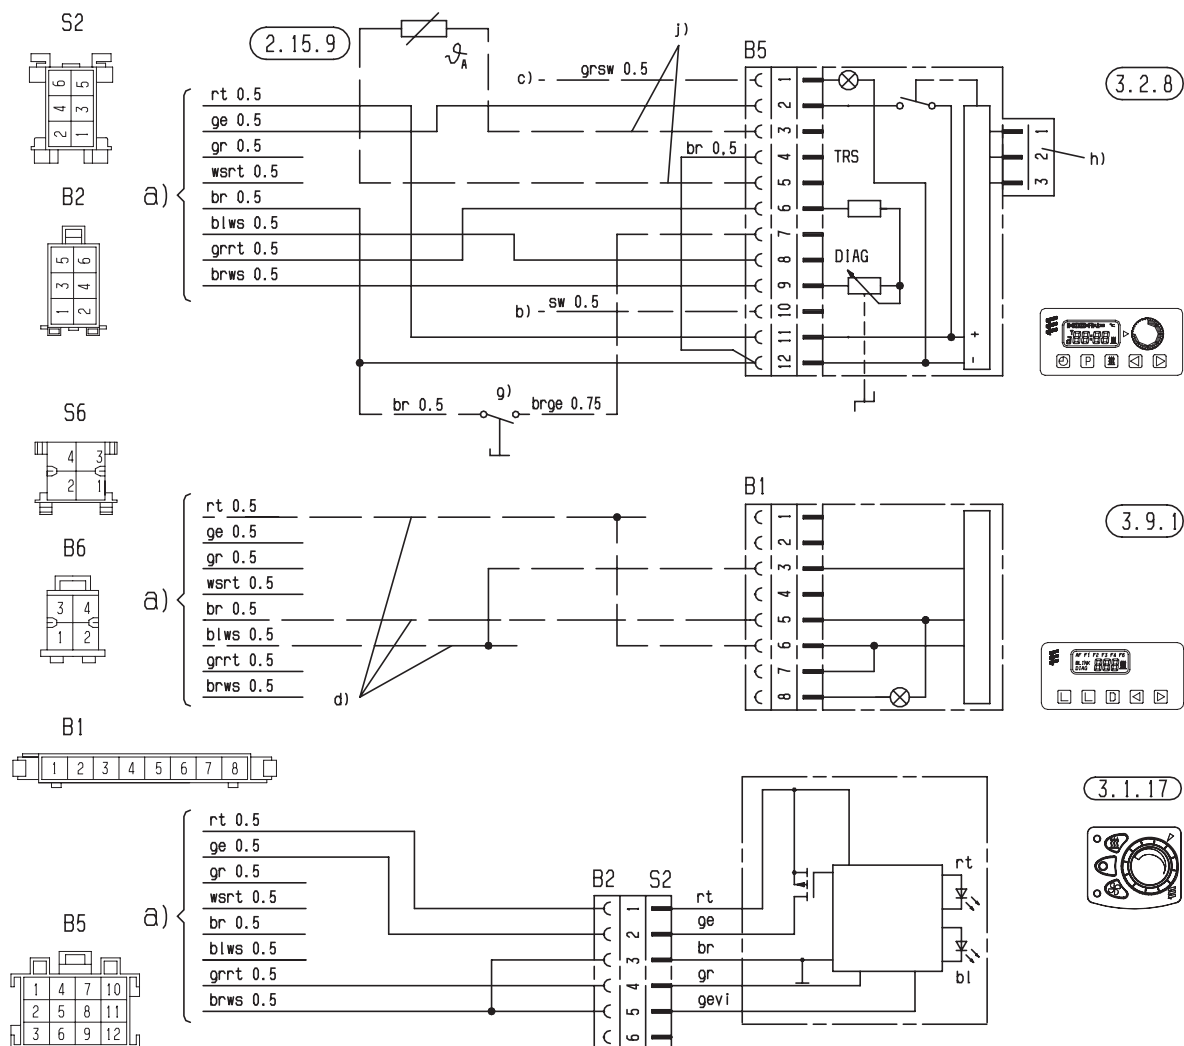 S2
6 5
4 3
2 1
B2
5 6
3 4
1 2
S6
4 3
2 1
B6
3 4
1 2
B1
1 2 3 4 5 6 7 8
B5
1 4 7 10
2 5 8 11
3 6 9 12
2.15.9
ϑA
j)
c)
grsw 0.5
B5
3.2.8
a)
rt 0.5
ge 0.5
gr 0.5
wsrt 0.5
br 0.5
blws 0.5
grrt 0.5
brws 0.5
br 0.5
b)
sw 0.5
1
2
3
4
5
6
7
8
9
10
11
12
TRS
DIAG
+
-
1
2
3
h)
P
g)
br 0.5
brge 0.75
B1
3.9.1
a)
rt 0.5
ge 0.5
gr 0.5
wsrt 0.5
br 0.5
blws 0.5
grrt 0.5
brws 0.5
d)
1
2
3
4
5
6
7
8
AF F1 F2 F3 F4 F5
BLINK
DIAG
L L D
3.1.17
a)
rt 0.5
ge 0.5
gr 0.5
wsrt 0.5
br 0.5
blws 0.5
grrt 0.5
brws 0.5
B2 S2
1
2
3
4
5
6
rt
ge
br
gr
gevi
rt
bl